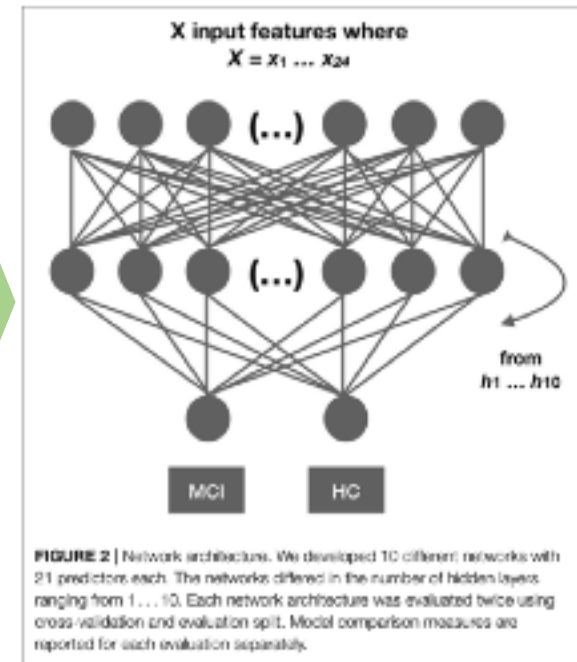 X input features where
X = x1 ... x24
(...)
(...)
from
h1 ... h10
MCI
HC
FIGURE 2 | Network architecture. We developed 10 different networks with
21 predictors each. The networks differed in the number of hidden layers
ranging from 1 . . . 10. Each network architecture was evaluated twice using
cross-validation and evaluation split. Model comparison measures are
reported for each evaluation separately.